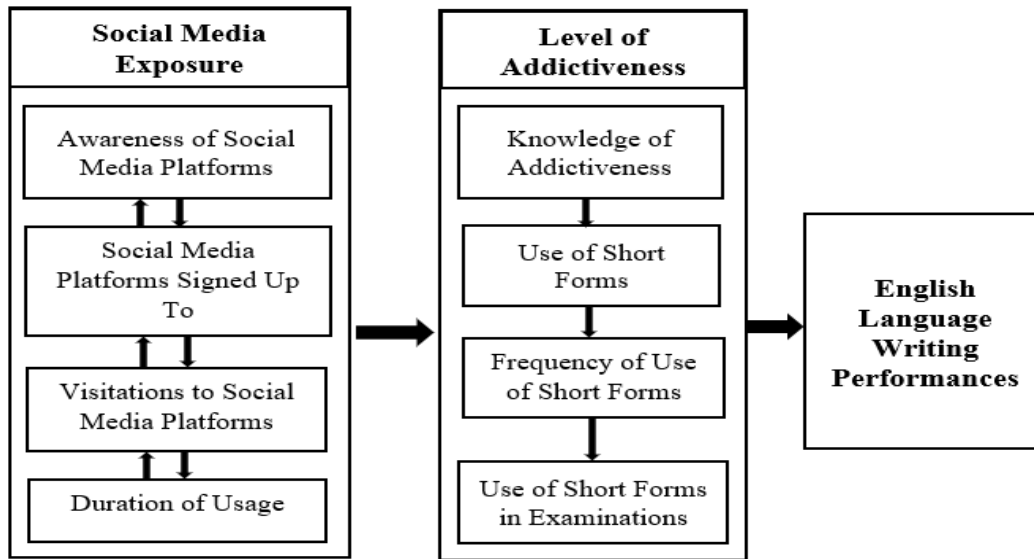 Social Media
Exposure
Awareness of Social
Media Platforms
Social Media
Platforms Signed Up
To
Visitations to Social
Media Platforms
Duration of Usage
Level of
Addictiveness
Knowledge of
Addictiveness
Use of Short
Forms
Frequency of Use
of Short Forms
Use of Short Forms
in Examinations
English
Language
Writing
Performances